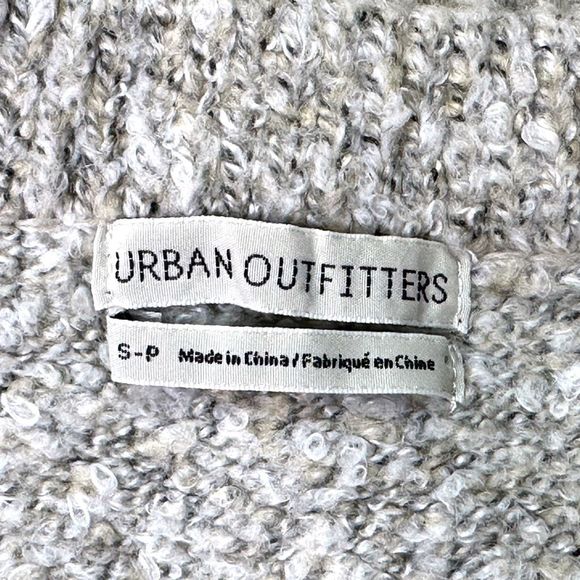 URBAN OUTFITTERS
S-P Made in China / Fabriqué en Chine